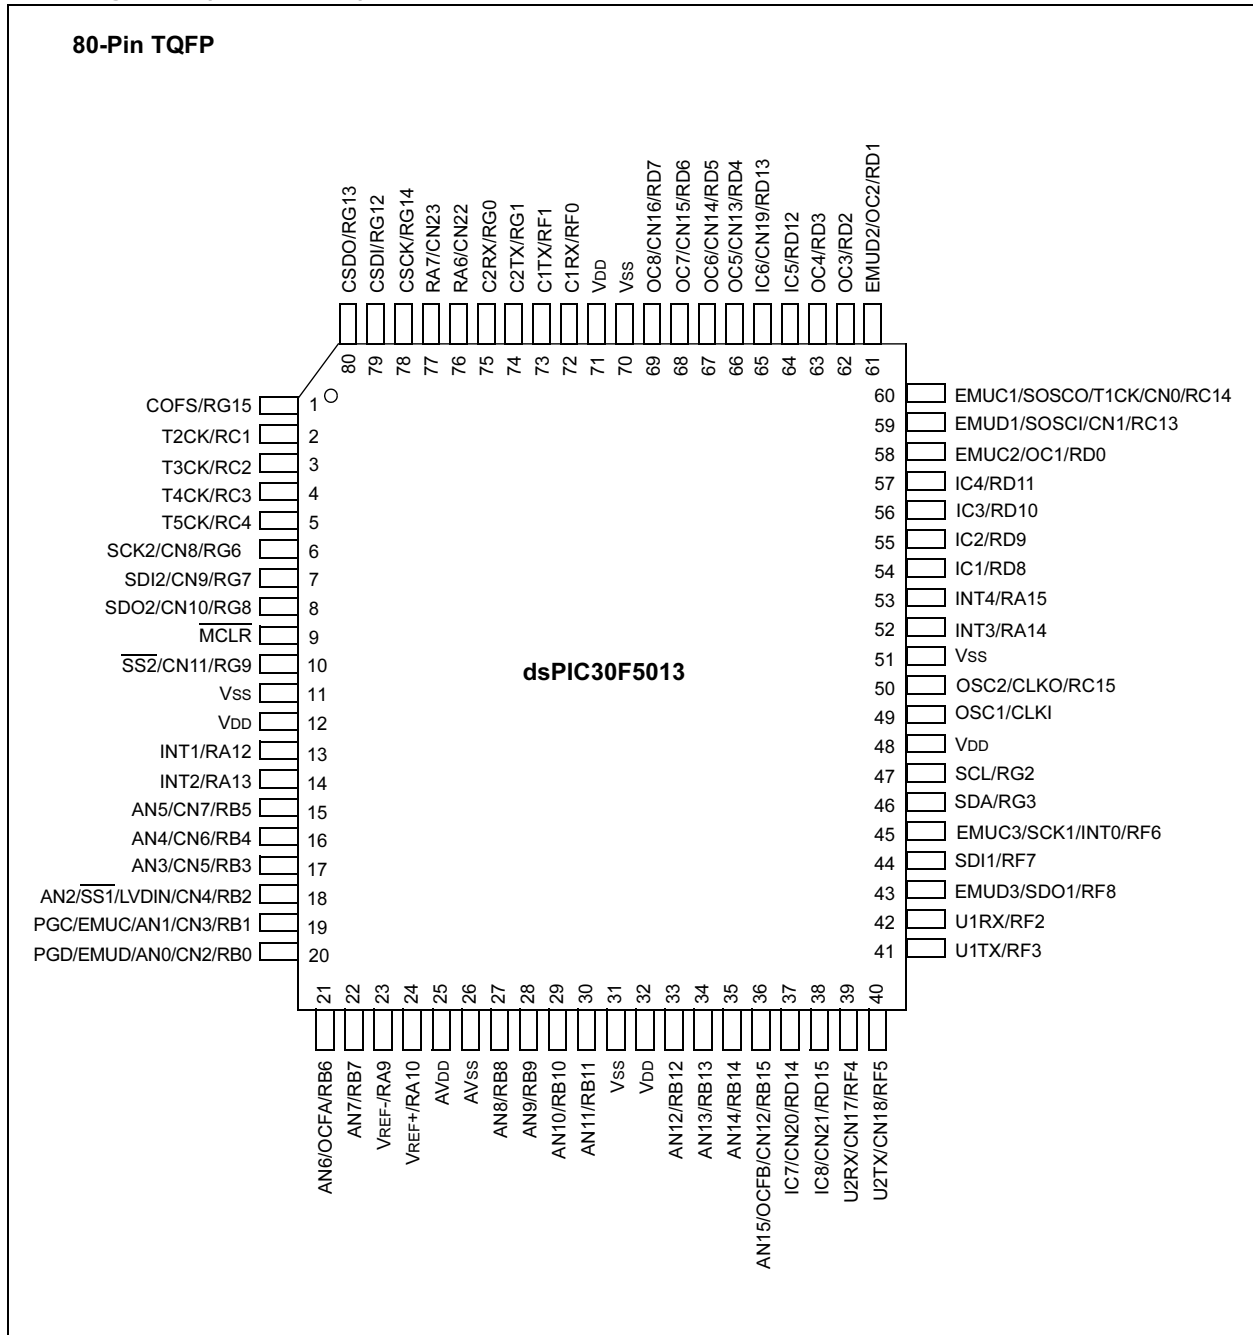 80-Pin TQFP
CSDO/RG13
CSDI/RG12
CSCK/RG14
RA7/CN23
RA6/CN22
C2RX/RG0
C2TX/RG1
C1TX/RF1
C1RX/RF0
VDD
VSS
OC8/CN16/RD7
OC7/CN15/RD6
OC6/CN14/RD5
OC5/CN13/RD4
IC6/CN19/RD13
IC5/RD12
OC4/RD3
OC3/RD2
EMUD2/OC2/RD1
80
79
78
77
76
75
74
73
72
71
70
69
68
67
66
65
64
63
62
61
COFS/RG15 1
T2CK/RC1 2
T3CK/RC2 3
T4CK/RC3 4
T5CK/RC4 5
SCK2/CN8/RG6 6
SDI2/CN9/RG7 7
SDO2/CN10/RG8 8
MCLR 9
SS2/CN11/RG9 10
VSS 11
VDD 12
INT1/RA12 13
INT2/RA13 14
AN5/CN7/RB5 15
AN4/CN6/RB4 16
AN3/CN5/RB3 17
AN2/SS1/LVDIN/CN4/RB2 18
PGC/EMUC/AN1/CN3/RB1 19
PGD/EMUD/AN0/CN2/RB0 20
dsPIC30F5013
60 EMUC1/SOSCO/T1CK/CN0/RC14
59 EMUD1/SOSCI/CN1/RC13
58 EMUC2/OC1/RD0
57 IC4/RD11
56 IC3/RD10
55 IC2/RD9
54 IC1/RD8
53 INT4/RA15
52 INT3/RA14
51 VSS
50 OSC2/CLKO/RC15
49 OSC1/CLKI
48 VDD
47 SCL/RG2
46 SDA/RG3
45 EMUC3/SCK1/INT0/RF6
44 SDI1/RF7
43 EMUD3/SDO1/RF8
42 U1RX/RF2
41 U1TX/RF3
21
22
23
24
25
26
27
28
29
30
31
32
33
34
35
36
37
38
39
40
AN6/OCFA/RB6
AN7/RB7
VREF-/RA9
VREF+/RA10
AVDD
AVSS
AN8/RB8
AN9/RB9
AN10/RB10
AN11/RB11
VSS
VDD
AN12/RB12
AN13/RB13
AN14/RB14
AN15/OCFB/CN12/RB15
IC7/CN20/RD14
IC8/CN21/RD15
U2RX/CN17/RF4
U2TX/CN18/RF5